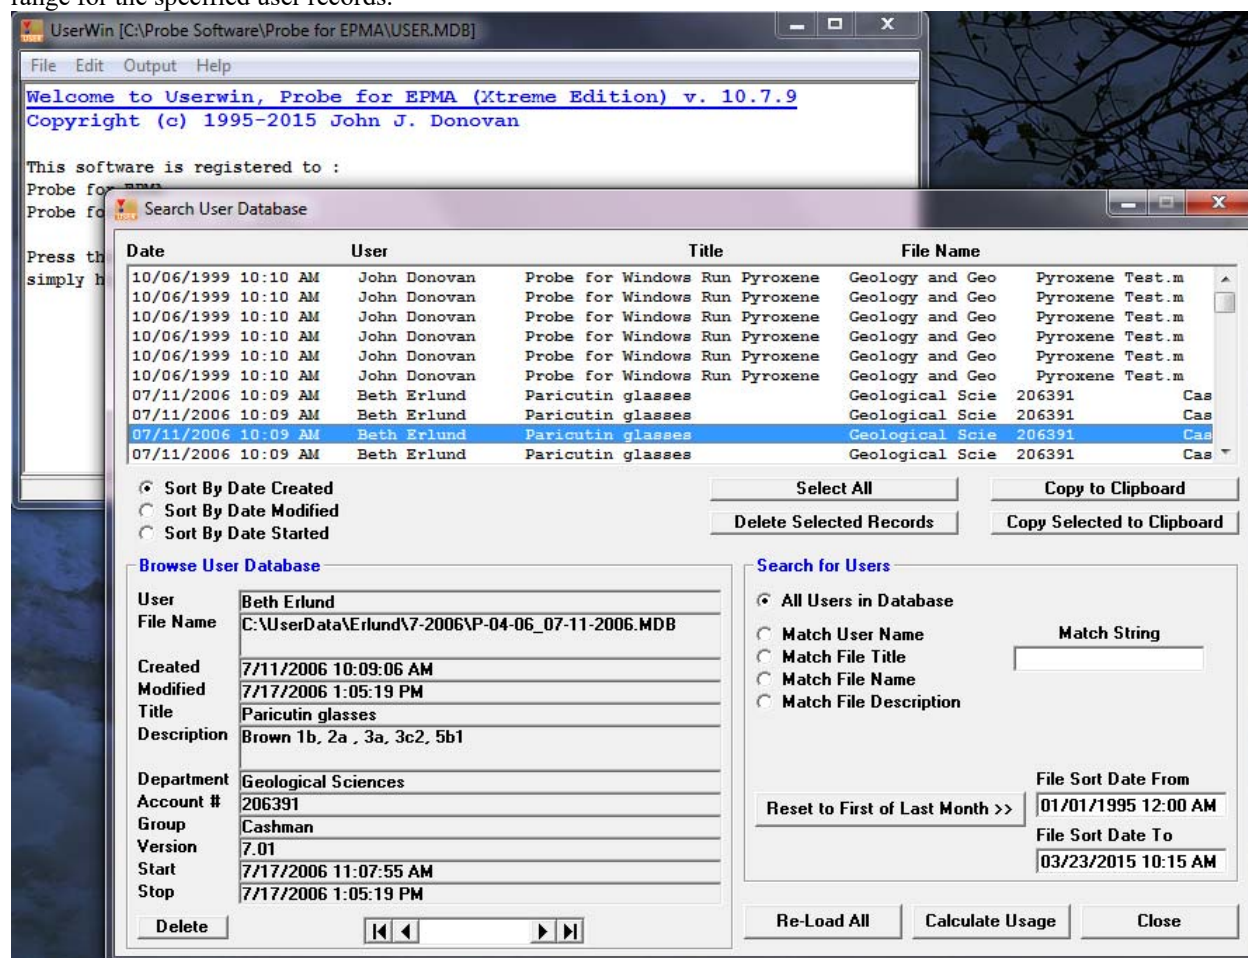 range for the specified user records.
UserWin [C:\Probe Software\Probe for EPMA\USER.MDB]
File Edit Output Help
Welcome to Userwin, Probe for EPMA (Xtreme Edition) v. 10.7.9
Copyright (c) 1995-2015 John J. Donovan
This software is registered to :
Probe for EPMA
Probe fo
Press th
simply h
Search User Database
Date User Title File Name
10/06/1999 10:10 AM John Donovan Probe for Windows Run Pyroxene Geology and Geo Pyroxene Test.m
10/06/1999 10:10 AM John Donovan Probe for Windows Run Pyroxene Geology and Geo Pyroxene Test.m
10/06/1999 10:10 AM John Donovan Probe for Windows Run Pyroxene Geology and Geo Pyroxene Test.m
10/06/1999 10:10 AM John Donovan Probe for Windows Run Pyroxene Geology and Geo Pyroxene Test.m
10/06/1999 10:10 AM John Donovan Probe for Windows Run Pyroxene Geology and Geo Pyroxene Test.m
10/06/1999 10:10 AM John Donovan Probe for Windows Run Pyroxene Geology and Geo Pyroxene Test.m
07/11/2006 10:09 AM Beth Erlund Paricutin glasses Geological Scie 206391 Cas
07/11/2006 10:09 AM Beth Erlund Paricutin glasses Geological Scie 206391 Cas
07/11/2006 10:09 AM Beth Erlund Paricutin glasses Geological Scie 206391 Cas
07/11/2006 10:09 AM Beth Erlund Paricutin glasses Geological Scie 206391 Cas
Sort By Date Created
Sort By Date Modified
Sort By Date Started
Select All Copy to Clipboard
Delete Selected Records Copy Selected to Clipboard
Browse User Database
User Beth Erlund
File Name C:\UserData\Erlund\7-2006\P-04-06_07-11-2006.MDB
Created 7/11/2006 10:09:06 AM
Modified 7/17/2006 1:05:19 PM
Title Paricutin glasses
Description Brown 1b, 2a , 3a, 3c2, 5b1
Department Geological Sciences
Account # 206391
Group Cashman
Version 7.01
Start 7/17/2006 11:07:55 AM
Stop 7/17/2006 1:05:19 PM
Delete
Search for Users
All Users in Database
Match User Name
Match File Title
Match File Name
Match File Description
Match String
File Sort Date From
Reset to First of Last Month >> 01/01/1995 12:00 AM
File Sort Date To
03/23/2015 10:15 AM
Re-Load All Calculate Usage Close